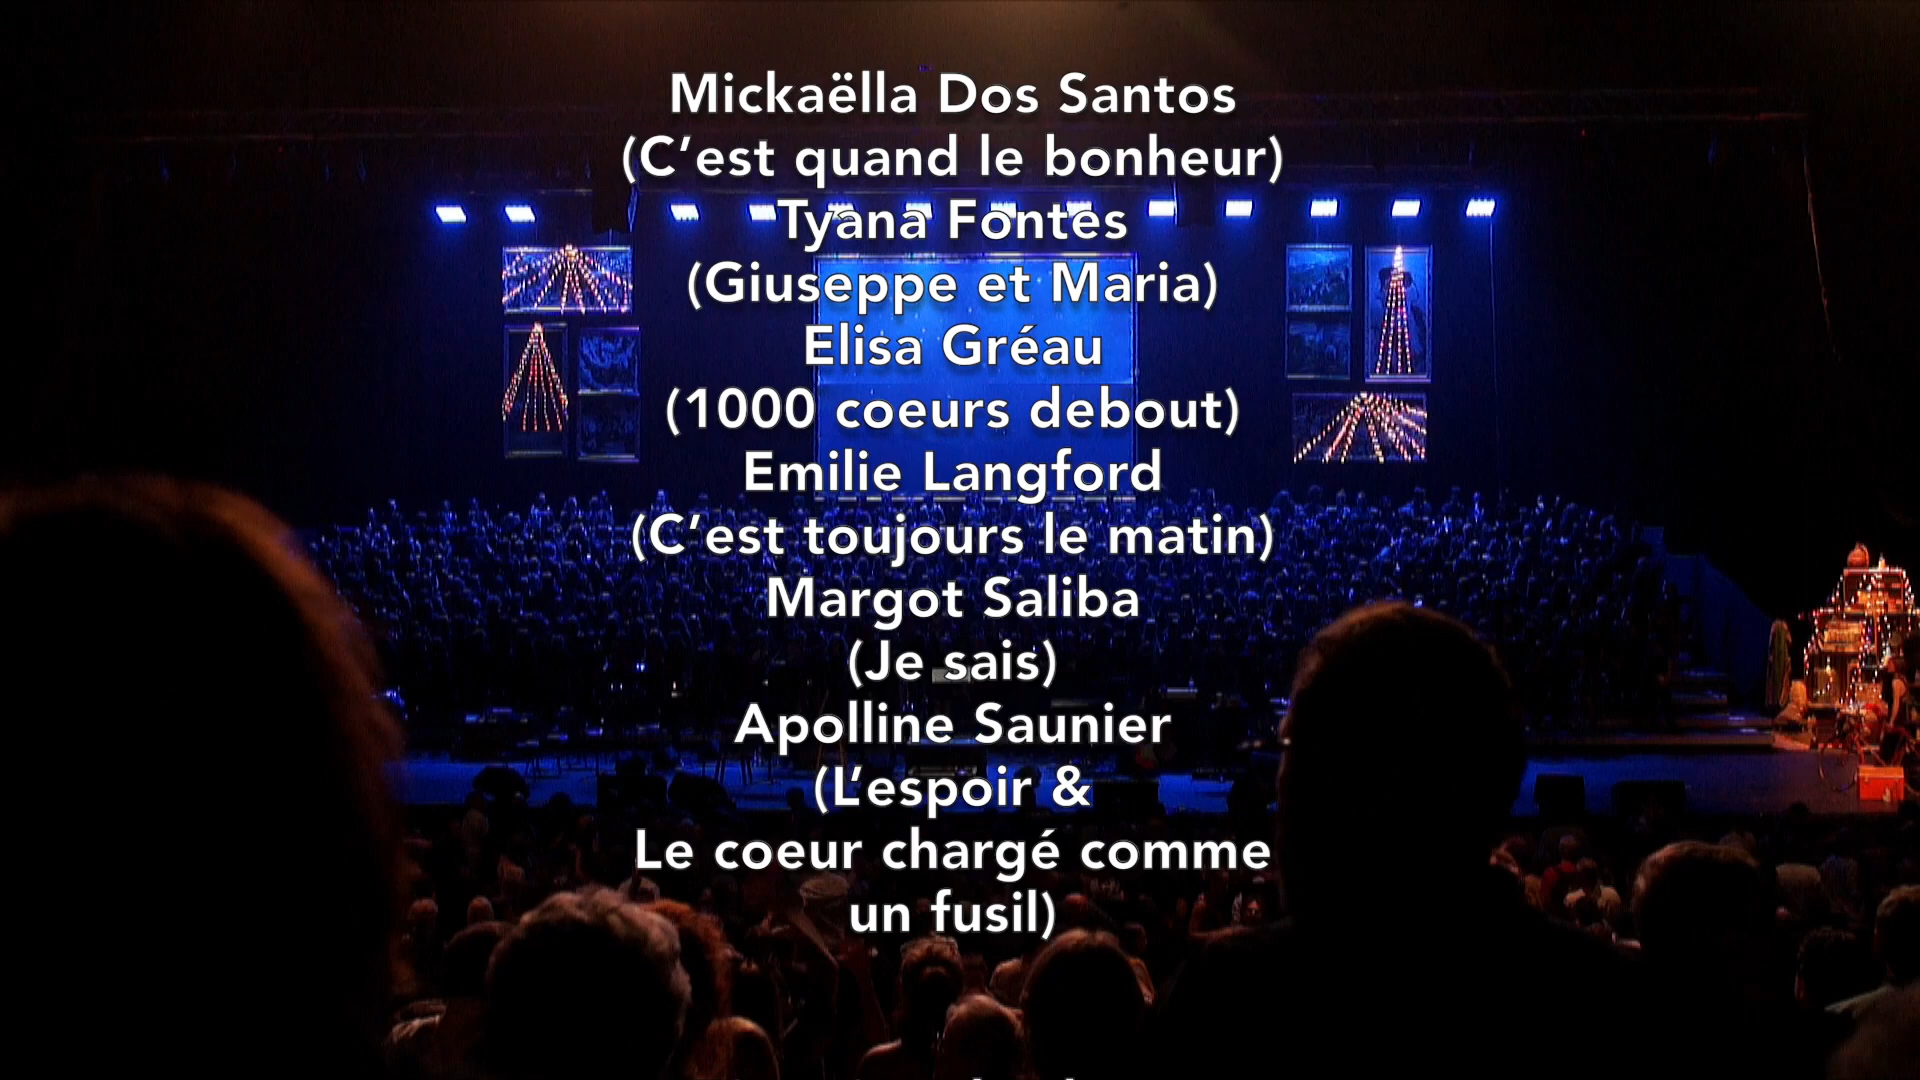 Mickaëlla Dos Santos
(C’est quand le bonheur)
Tyana Fontes
(Giuseppe et Maria)
Elisa Gréau
(1000 coeurs debout)
Emilie Langford
(C’est toujours le matin)
Margot Saliba
(Je sais)
Apolline Saunier
(L’espoir &
Le coeur chargé comme
un fusil)